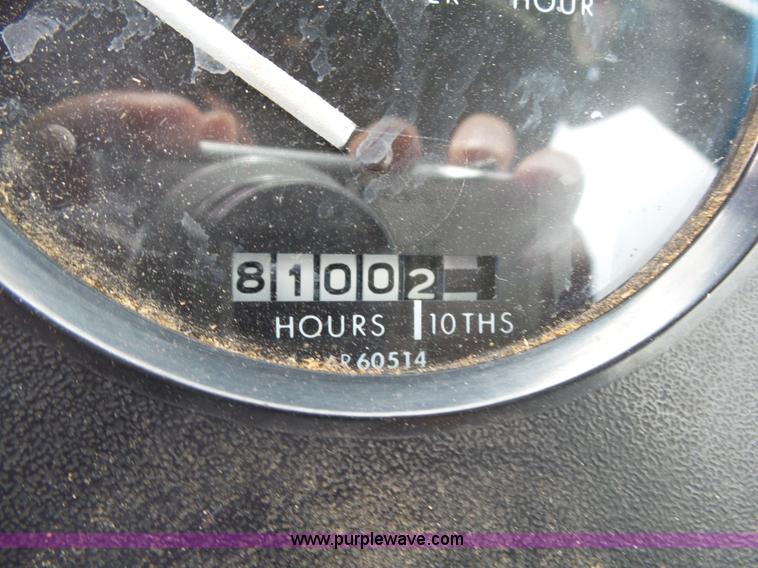 HOUR
81002
HOURS 10THS
60514
www.purplewave.com